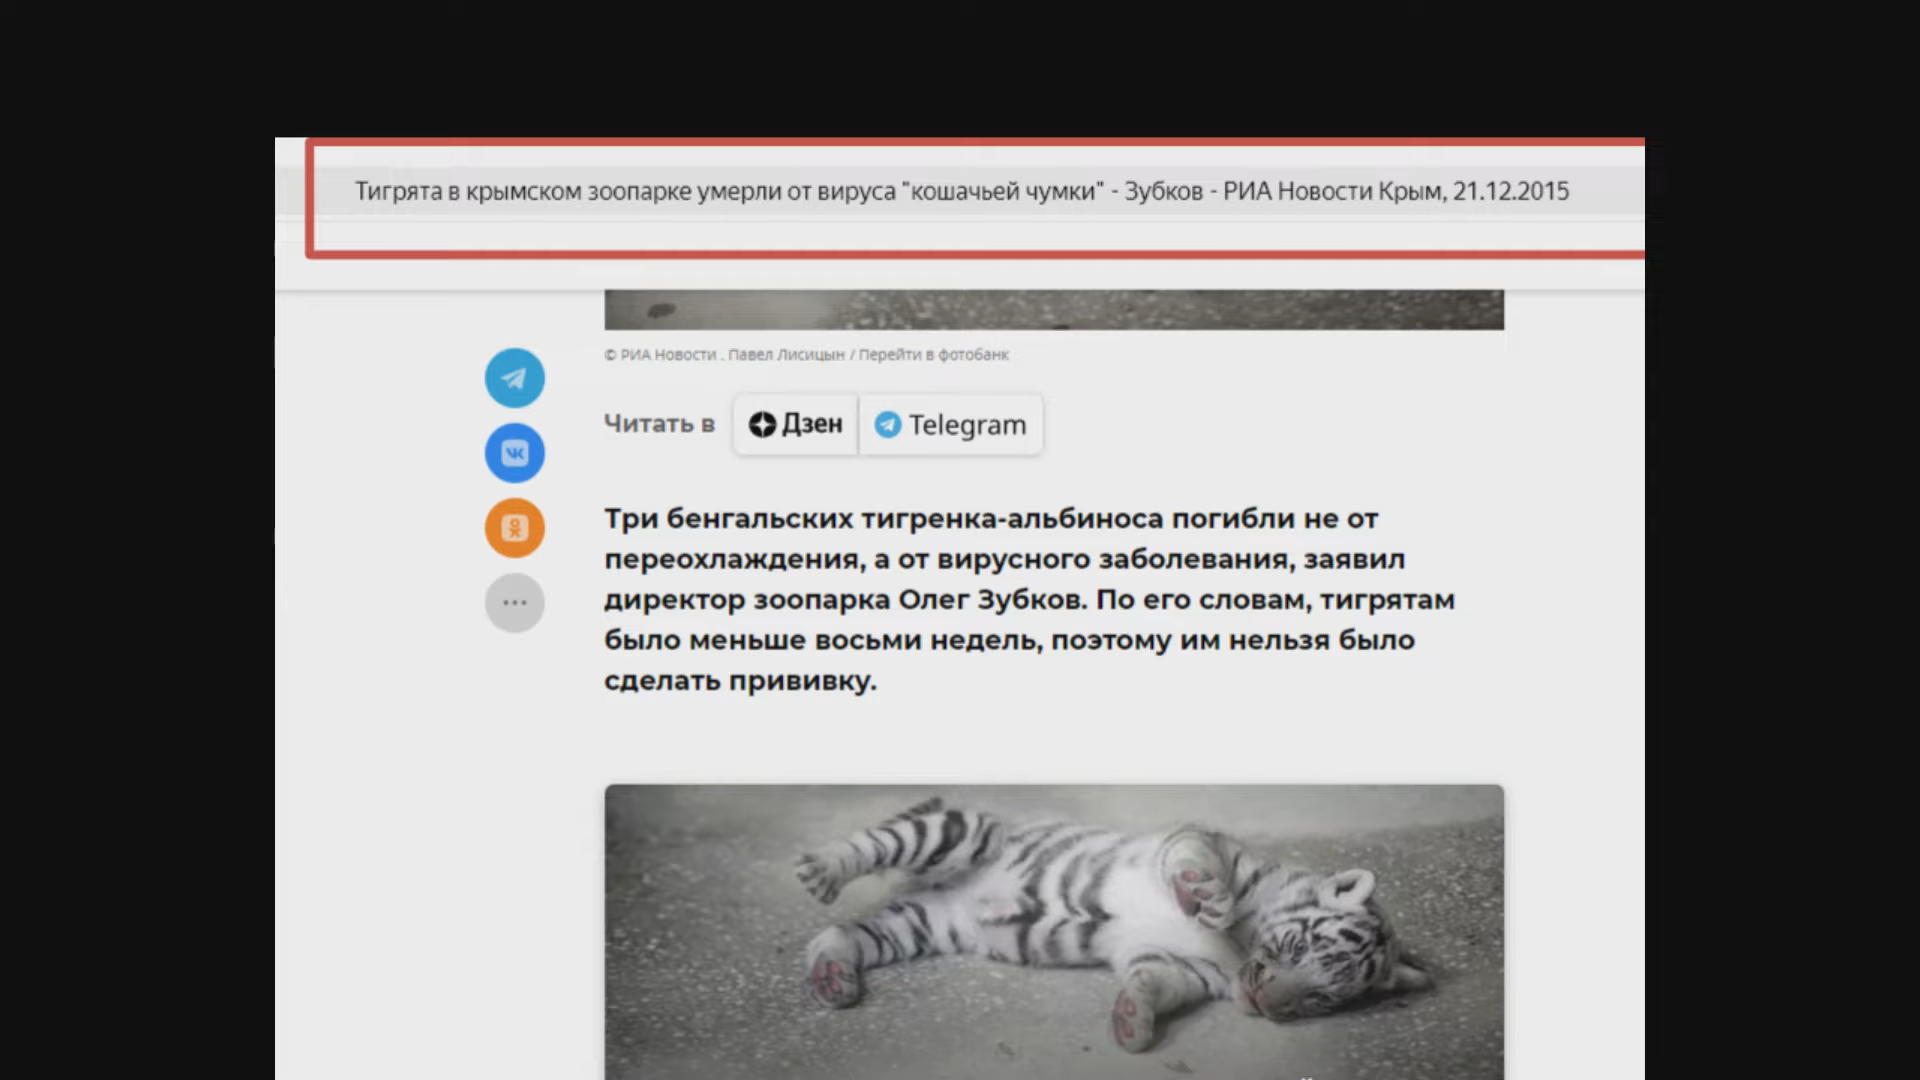 Тигрята в крымском зоопарке умерли от вируса "кошачьей чумки" - Зубков - РИА Новости Крым, 21.12.2015
© РИА Новости . Павел Лисицын / Перейти в фотобанк
Читать в Дзен Telegram
Три бенгальских тигренка-альбиноса погибли не от
переохлаждения, а от вирусного заболевания, заявил
директор зоопарка Олег Зубков. По его словам, тигрятам
было меньше восьми недель, поэтому им нельзя было
сделать прививку.